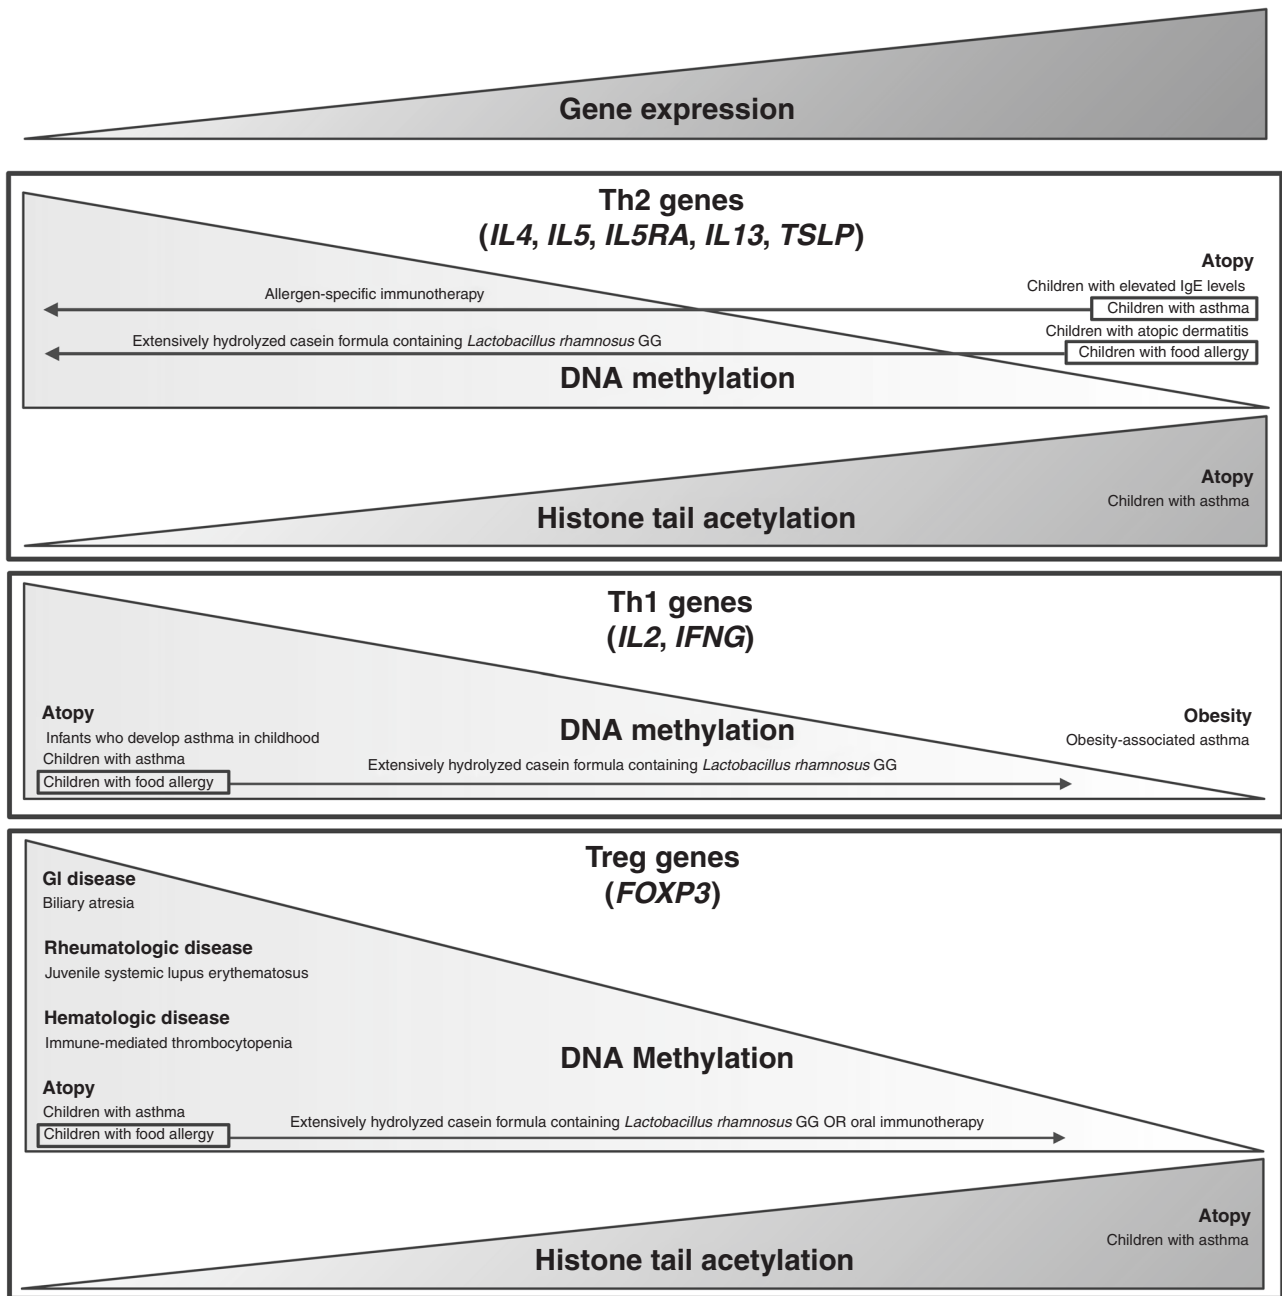 Gene expression
Th2 genes
(IL4, IL5, IL5RA, IL13, TSLP)
Atopy
Children with elevated IgE levels
Allergen-specific immunotherapy
Children with asthma
Children with atopic dermatitis
Extensively hydrolyzed casein formula containing Lactobacillus rhamnosus GG
Children with food allergy
DNA methylation
Atopy
Children with asthma
Histone tail acetylation
Th1 genes
(IL2, IFNG)
Atopy
Infants who develop asthma in childhood
Children with asthma
Children with food allergy
DNA methylation
Extensively hydrolyzed casein formula containing Lactobacillus rhamnosus GG
Obesity
Obesity-associated asthma
Treg genes
(FOXP3)
GI disease
Biliary atresia
Rheumatologic disease
Juvenile systemic lupus erythematosus
Hematologic disease
Immune-mediated thrombocytopenia
DNA Methylation
Atopy
Children with asthma
Children with food allergy
Extensively hydrolyzed casein formula containing Lactobacillus rhamnosus GG OR oral immunotherapy
Atopy
Children with asthma
Histone tail acetylation